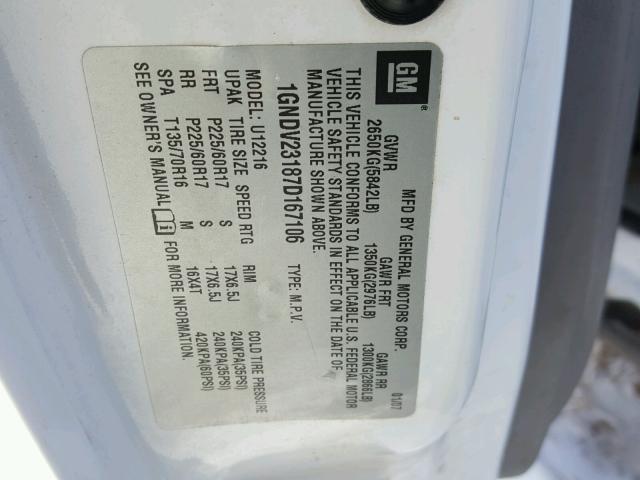 GM®
MFD BY GENERAL MOTORS CORP. 01/07
GVWR GAWR FRT GAWR RR
2650KG(5842LB) 1350KG(2976LB) 1300KG(2866LB)
THIS VEHICLE CONFORMS TO ALL APPLICABLE U.S. FEDERAL MOTOR
VEHICLE SAFETY STANDARDS IN EFFECT ON THE DATE OF
MANUFACTURE SHOWN ABOVE.
1GNDV23187D167106 TYPE: M.P.V.
MODEL: U12216
UPAK TIRE SIZE SPEED RTG RIM COLD TIRE PRESSURE
FRT P225/60R17 S 17X6.5J 240KPA(35PSI)
RR P225/60R17 S 17X6.5J 240KPA(35PSI)
SPA T135/70R16 M 16X4T 420KPA(60PSI)
SEE OWNER'S MANUAL FOR MORE INFORMATION.